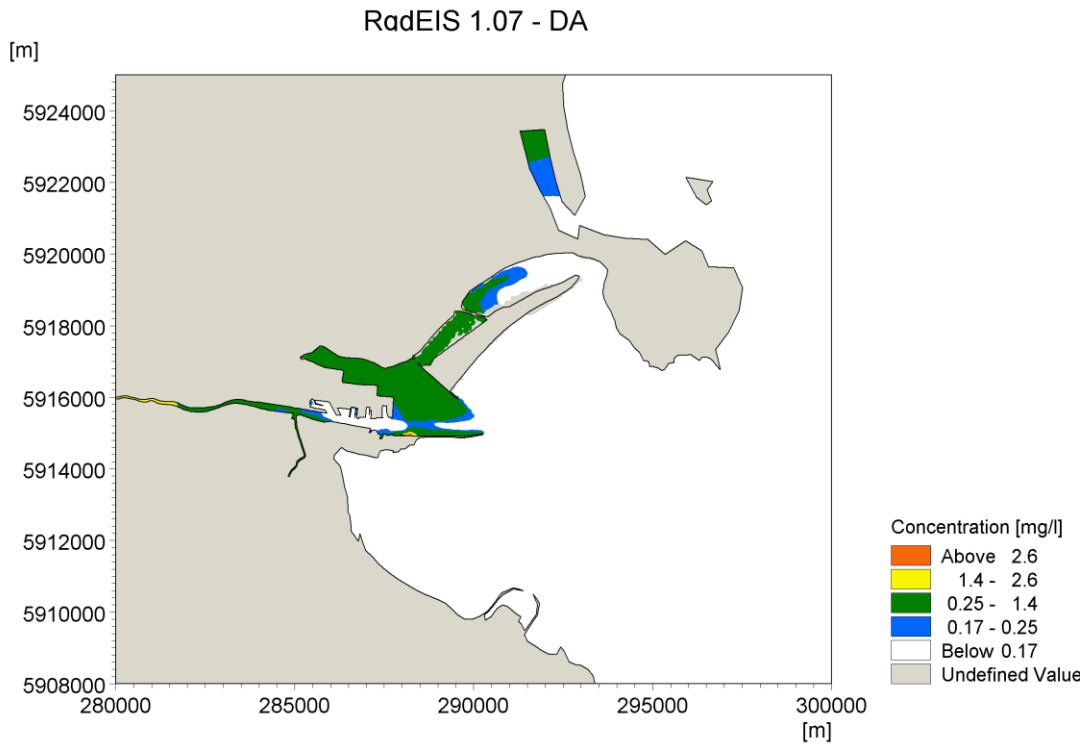 RadEIS 1.07 - DA
[m]
5924000
5922000
5920000
5918000
5916000
5914000
5912000
5910000
5908000
280000 285000 290000 295000 300000
[m]
Concentration [mg/l]
Above 2.6
1.4 - 2.6
0.25 - 1.4
0.17 - 0.25
Below 0.17
Undefined Value